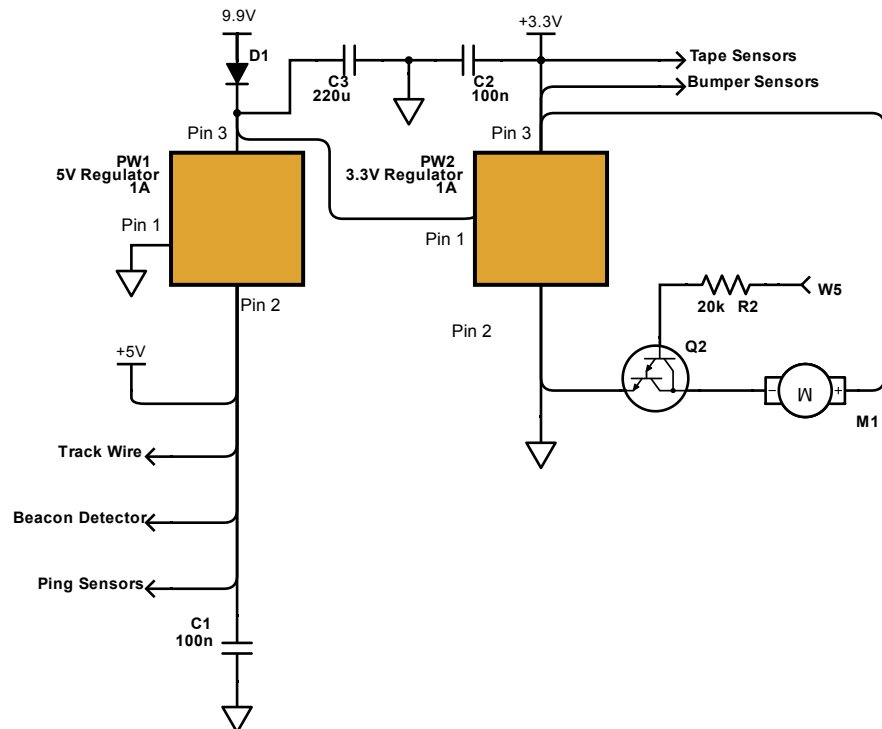 9.9V
+3.3V
D1
Tape Sensors
C3
220u
C2
100n
Bumper Sensors
Pin 3
Pin 3
PW1
5V Regulator
1A
PW2
3.3V Regulator
1A
Pin 1
Pin 1
Pin 2
Pin 2
20k R2
W5
+5V
Q2
M
− +
M1
Track Wire
Beacon Detector
Ping Sensors
C1
100n